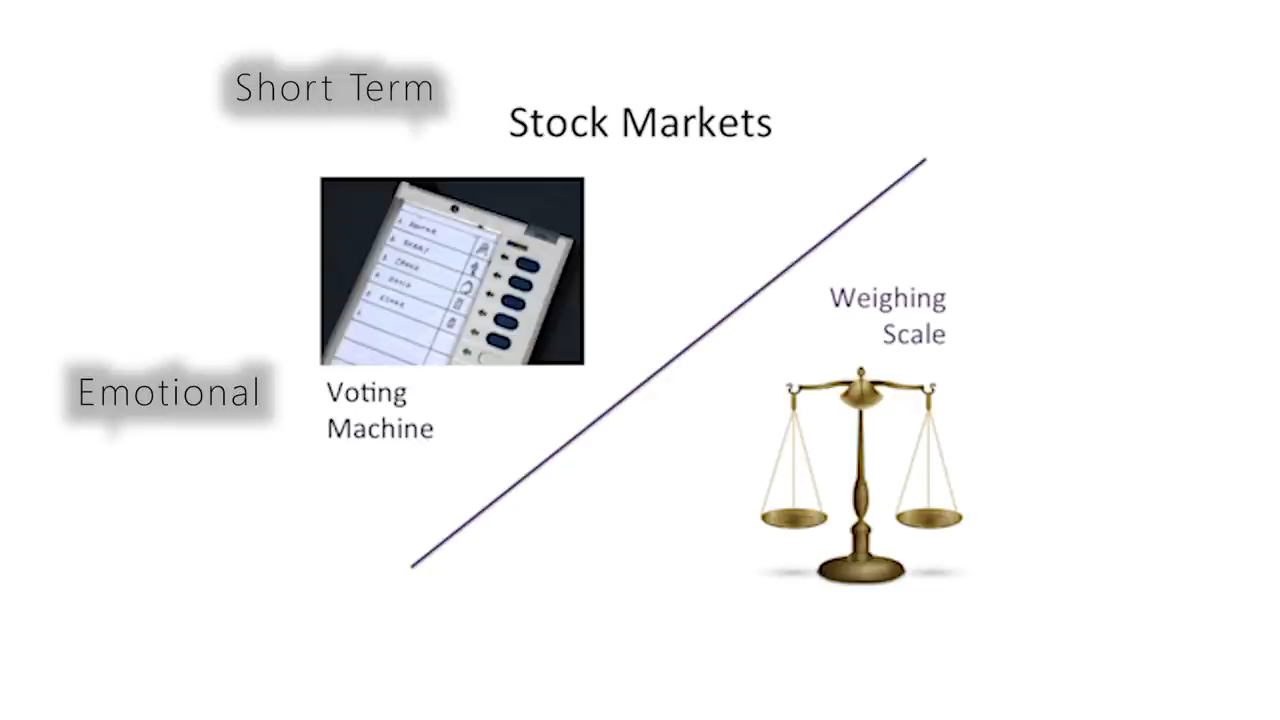 Short Term
Stock Markets
Emotional
Voting
Machine
Weighing
Scale